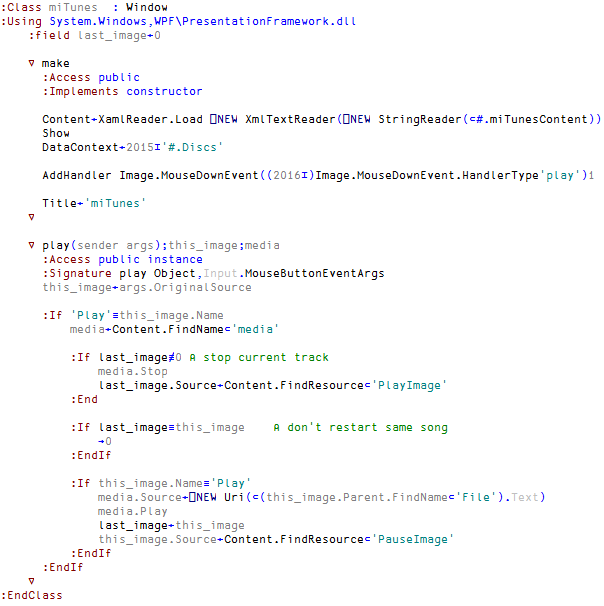 :Class miTunes  : Window
:Using System.Windows,WPF\PresentationFramework.dll
    :field last_image←0

    ∇ make
      :Access public
      :Implements constructor

      Content←XamlReader.Load ⎕NEW XmlTextReader(⎕NEW StringReader(⊂#.miTunesContent))
      Show
      DataContext←2015⌶'#.Discs'

      AddHandler Image.MouseDownEvent((2016⌶)Image.MouseDownEvent.HandlerType'play')1

      Title←'miTunes'
    ∇

    ∇ play(sender args);this_image;media
      :Access public instance
      :Signature play Object,Input.MouseButtonEventArgs
      this_image←args.OriginalSource

      :If 'Play'≡this_image.Name
          media←Content.FindName⊂'media'

          :If last_image≢0 ⍝ stop current track
              media.Stop
              last_image.Source←Content.FindResource⊂'PlayImage'
          :End

          :If last_image≡this_image    ⍝ don't restart same song
              →0
          :EndIf

          :If this_image.Name≡'Play'
              media.Source←⎕NEW Uri(⊂(this_image.Parent.FindName⊂'File').Text)
              media.Play
              last_image←this_image
              this_image.Source←Content.FindResource⊂'PauseImage'
          :EndIf
      :EndIf
    ∇
:EndClass